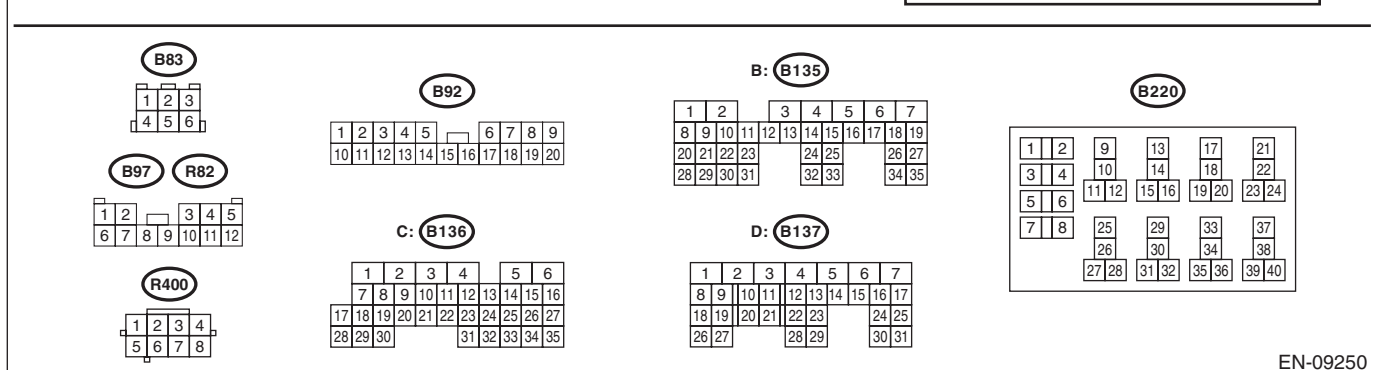 B83
1 2 3
4 5 6
B97 R82
1 2 3 4 5
6 7 8 9 10 11 12
R400
1 2 3 4
5 6 7 8
B92
1 2 3 4 5 6 7 8 9
10 11 12 13 14 15 16 17 18 19 20
C: B136
1 2 3 4 5 6
7 8 9 10 11 12 13 14 15 16
17 18 19 20 21 22 23 24 25 26 27
28 29 30 31 32 33 34 35
B: B135
1 2 3 4 5 6 7
8 9 10 11 12 13 14 15 16 17 18 19
20 21 22 23 24 25 26 27
28 29 30 31 32 33 34 35
D: B137
1 2 3 4 5 6 7
8 9 10 11 12 13 14 15 16 17
18 19 20 21 22 23 24 25
26 27 28 29 30 31
B220
1 2 9 13 17 21
3 4 10 14 18 22
11 12 15 16 19 20 23 24
5 6
7 8 25 29 33 37
26 30 34 38
27 28 31 32 35 36 39 40
EN-09250